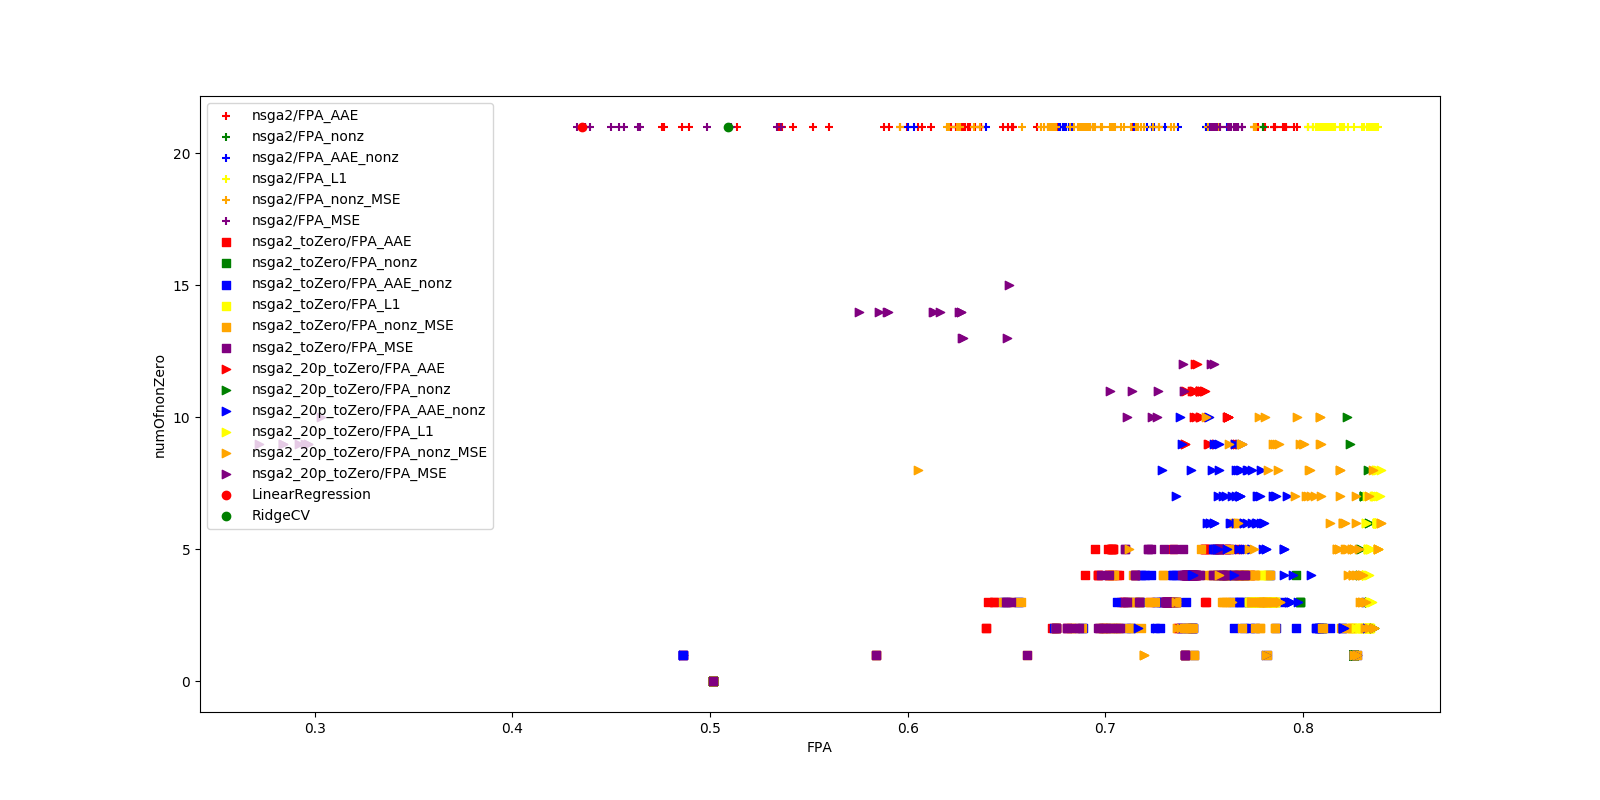 nsga2/FPA_AAE
nsga2/FPA_nonz
nsga2/FPA_AAE_nonz
nsga2/FPA_L1
nsga2/FPA_nonz_MSE
nsga2/FPA_MSE
nsga2_toZero/FPA_AAE
nsga2_toZero/FPA_nonz
nsga2_toZero/FPA_AAE_nonz
nsga2_toZero/FPA_L1
nsga2_toZero/FPA_nonz_MSE
nsga2_toZero/FPA_MSE
nsga2_20p_toZero/FPA_AAE
nsga2_20p_toZero/FPA_nonz
nsga2_20p_toZero/FPA_AAE_nonz
nsga2_20p_toZero/FPA_L1
nsga2_20p_toZero/FPA_nonz_MSE
nsga2_20p_toZero/FPA_MSE
LinearRegression
RidgeCV
numOfnonZero
20
15
10
5
0
0.3 0.4 0.5 0.6 0.7 0.8
FPA